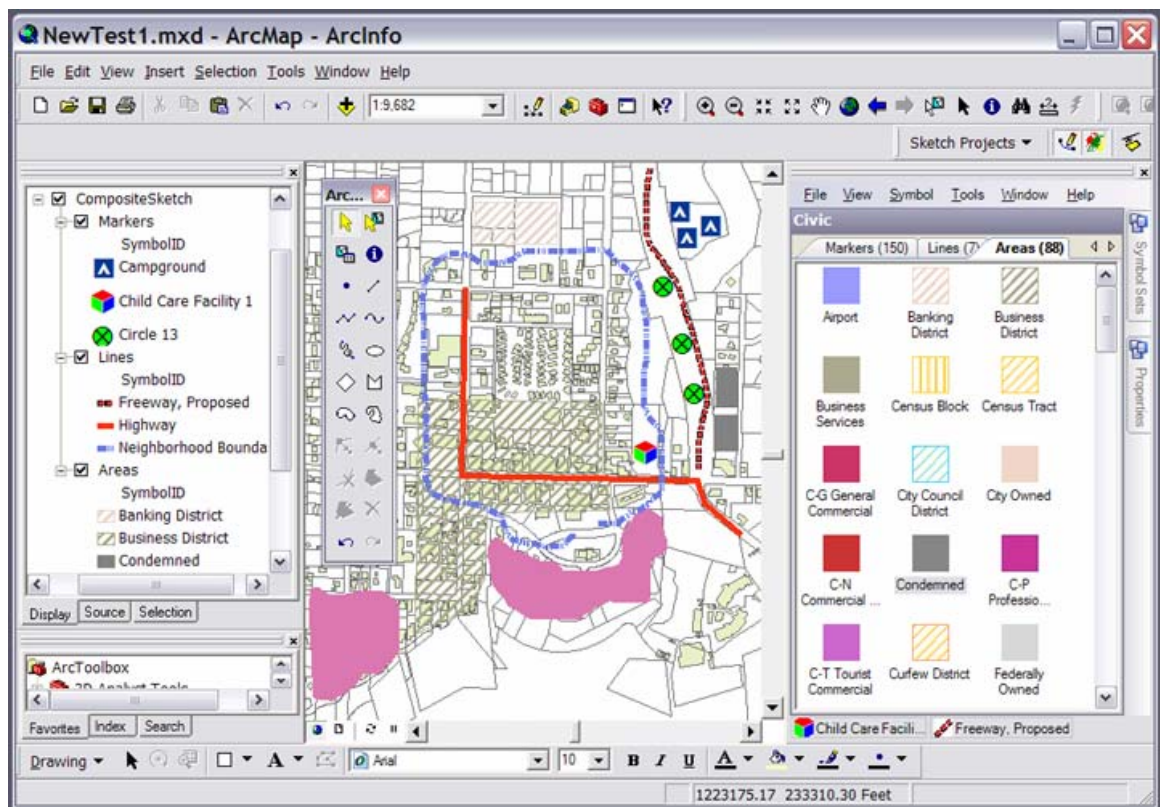 NewTest1.mxd - ArcMap - ArcInfo
File Edit View Insert Selection Tools Window Help
1:9,682
Sketch Projects
CompositeSketch
Markers
SymbolID
Campground
Child Care Facility 1
Circle 13
Lines
SymbolID
Freeway, Proposed
Highway
Neighborhood Bounda
Areas
SymbolID
Banking District
Business District
Condemned
Display Source Selection
ArcToolbox
3D Analyst Tools
Favorites Index Search
Arc...
File View Symbol Tools Window Help
Civic
Markers (150) Lines (7 Areas (88)
Airport
Banking District
Business District
Business Services
Census Block
Census Tract
C-G General Commercial
City Council District
City Owned
C-N Commercial ...
Condemned
C-P Professio...
C-T Tourist Commercial
Curfew District
Federally Owned
Symbol Sets
Properties
Child Care Facili... Freeway, Proposed
Drawing A Arial 10 B I U A
1223175.17 233310.30 Feet